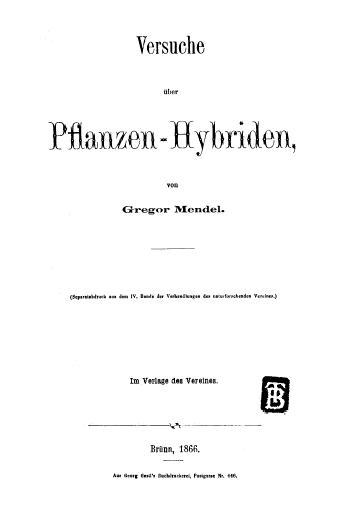 Versuche
über
Pflanzen-Hybriden,
von
Gregor Mendel.
(Separatabdruck aus dem IV. Bande der Verhandlungen des naturforschenden Vereines.)
Im Verlage des Vereines.
Brünn, 1866.
Aus Georg Gastl's Buchdruckerei, Postgasse Nr. 446.